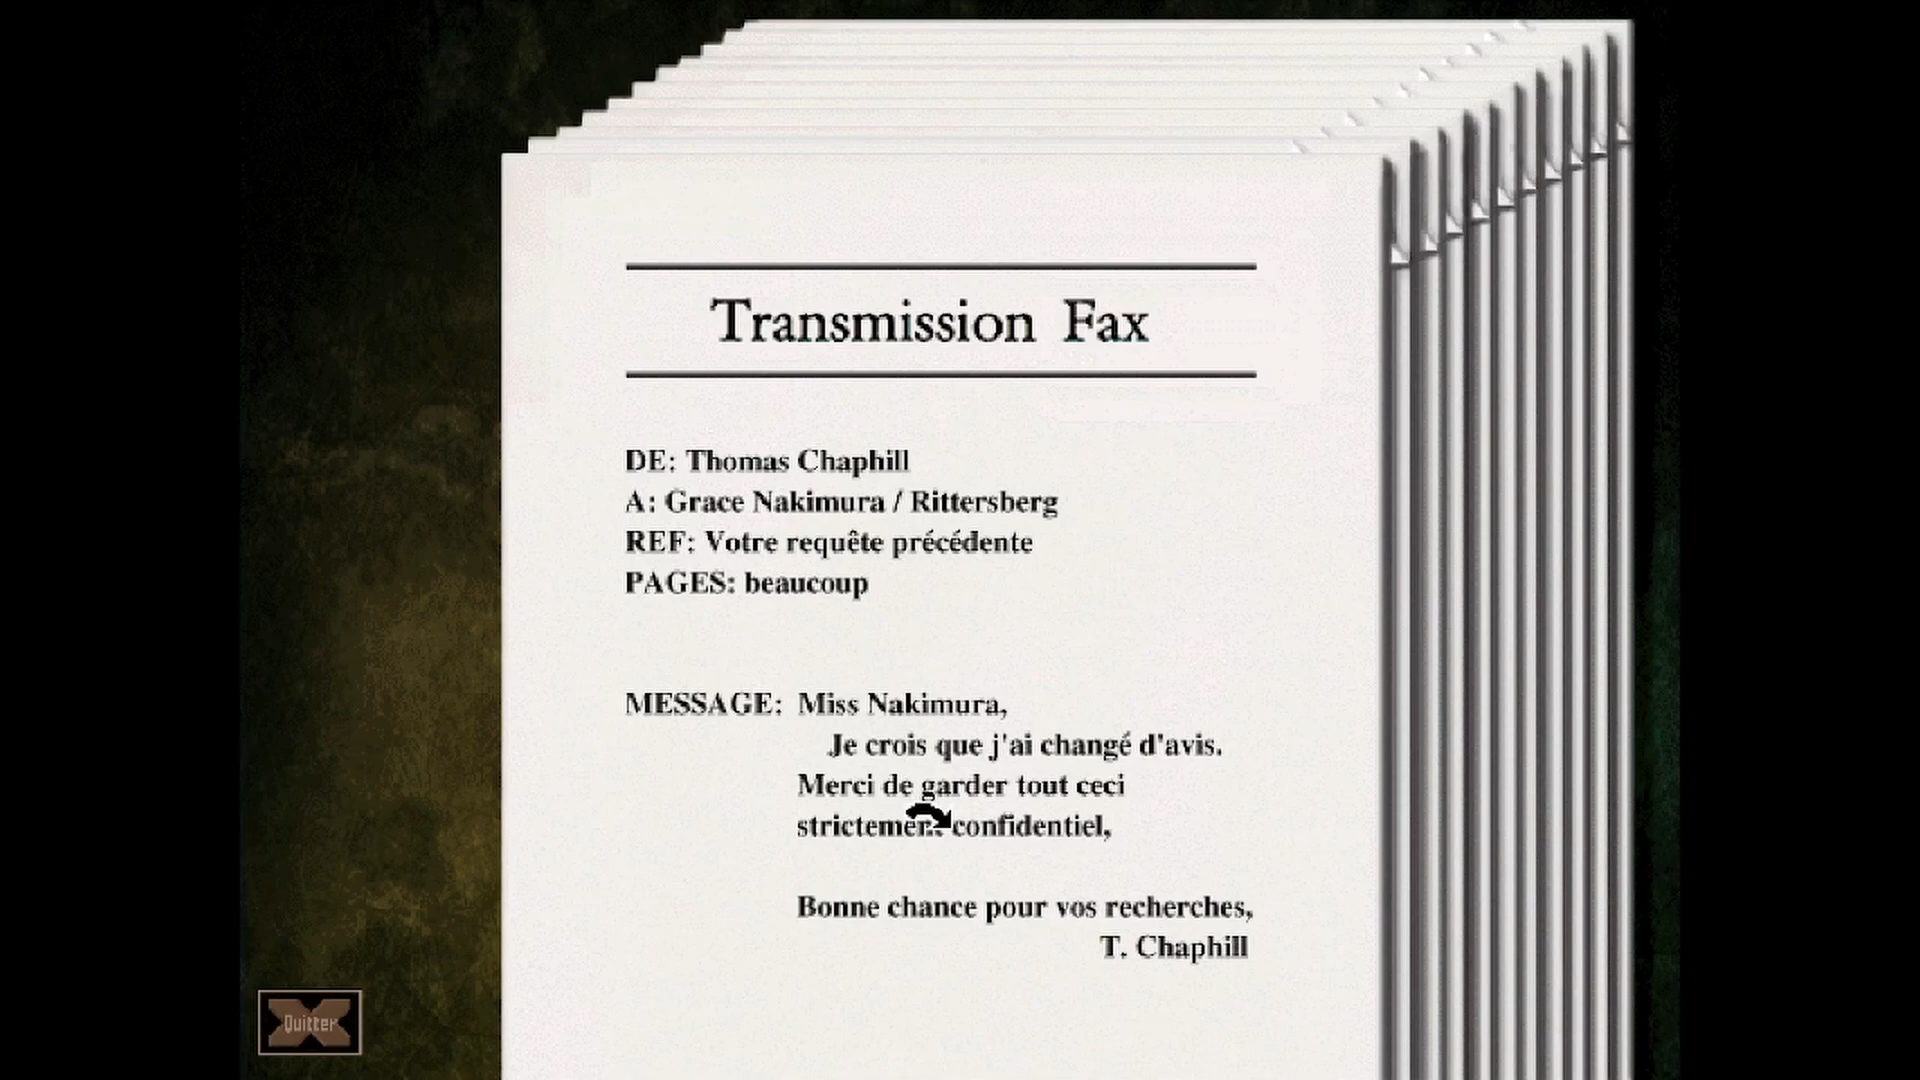 Transmission Fax
DE: Thomas Chaphill
A: Grace Nakimura / Rittersberg
REF: Votre requête précédente
PAGES: beaucoup
MESSAGE: Miss Nakimura,
Je crois que j'ai changé d'avis.
Merci de garder tout ceci
strictement confidentiel,
Bonne chance pour vos recherches,
T. Chaphill
Quitter